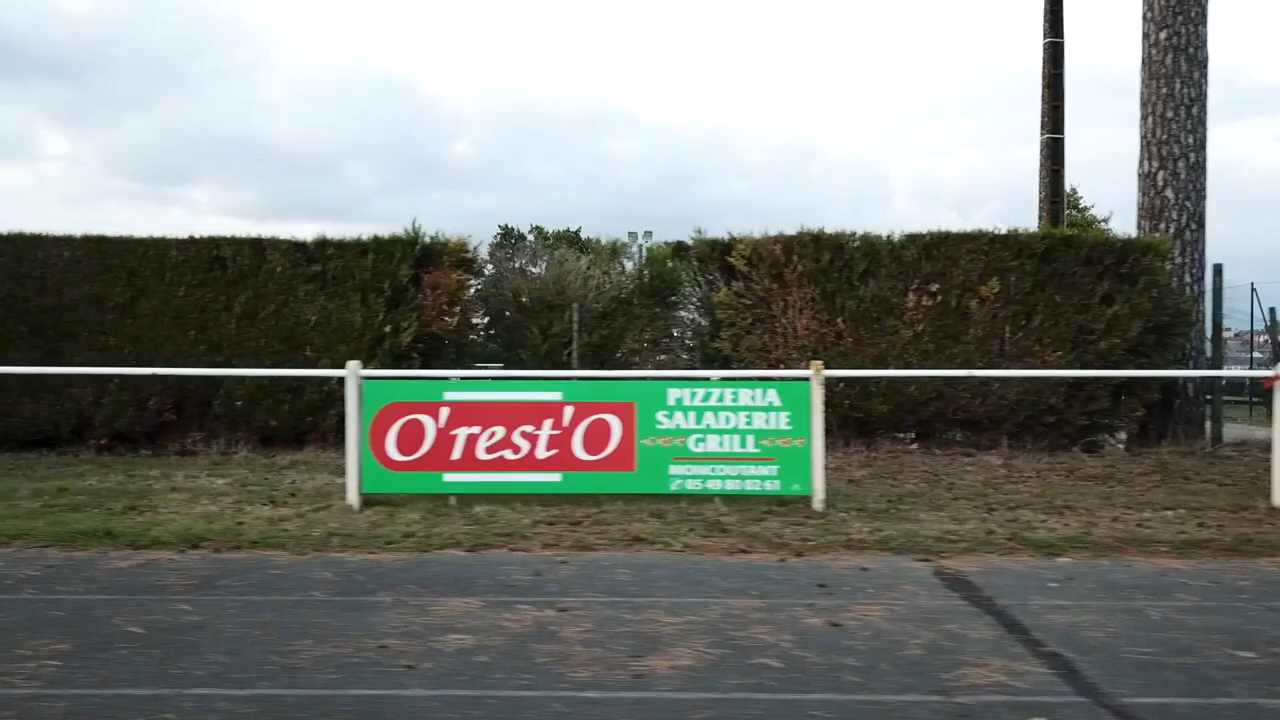 O'rest'O
PIZZERIA
SALADERIE
GRILL
MONCOUTANT
05 49 80 02 61